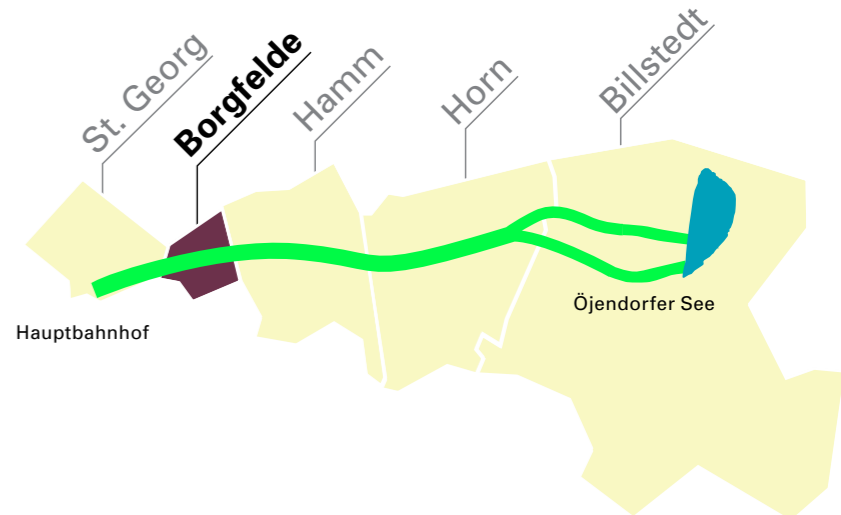 St. Georg
Borgfelde
Hamm
Horn
Billstedt
Öjendorfer See
Hauptbahnhof